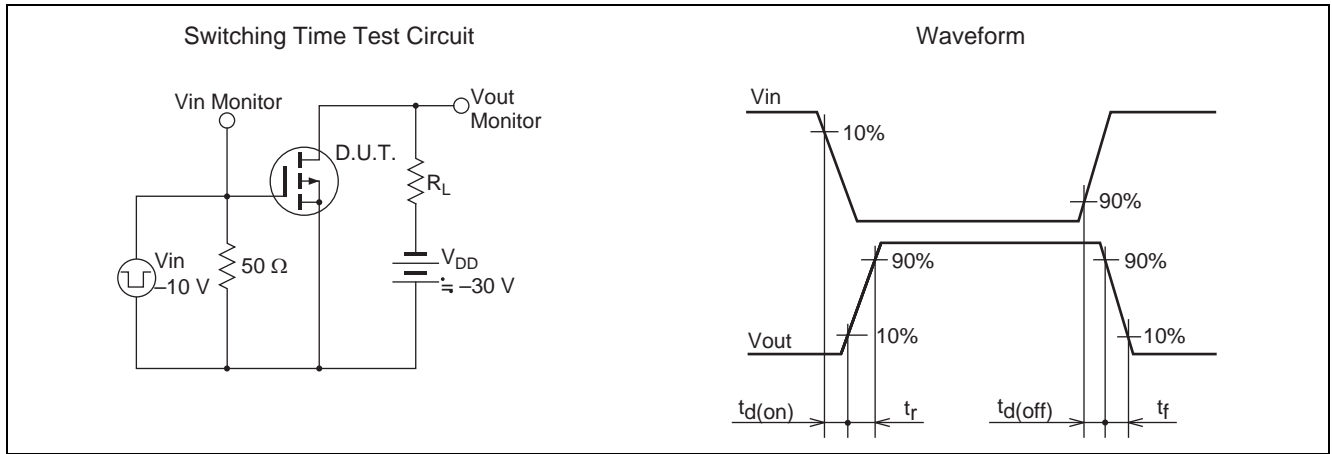 Switching Time Test Circuit
Vin Monitor
Vout
Monitor
D.U.T.
RL
Vin
–10 V
50 Ω
VDD
≒ –30 V
Waveform
Vin
10%
90%
90%
90%
10%
10%
Vout
td(on)
tr
td(off)
tf